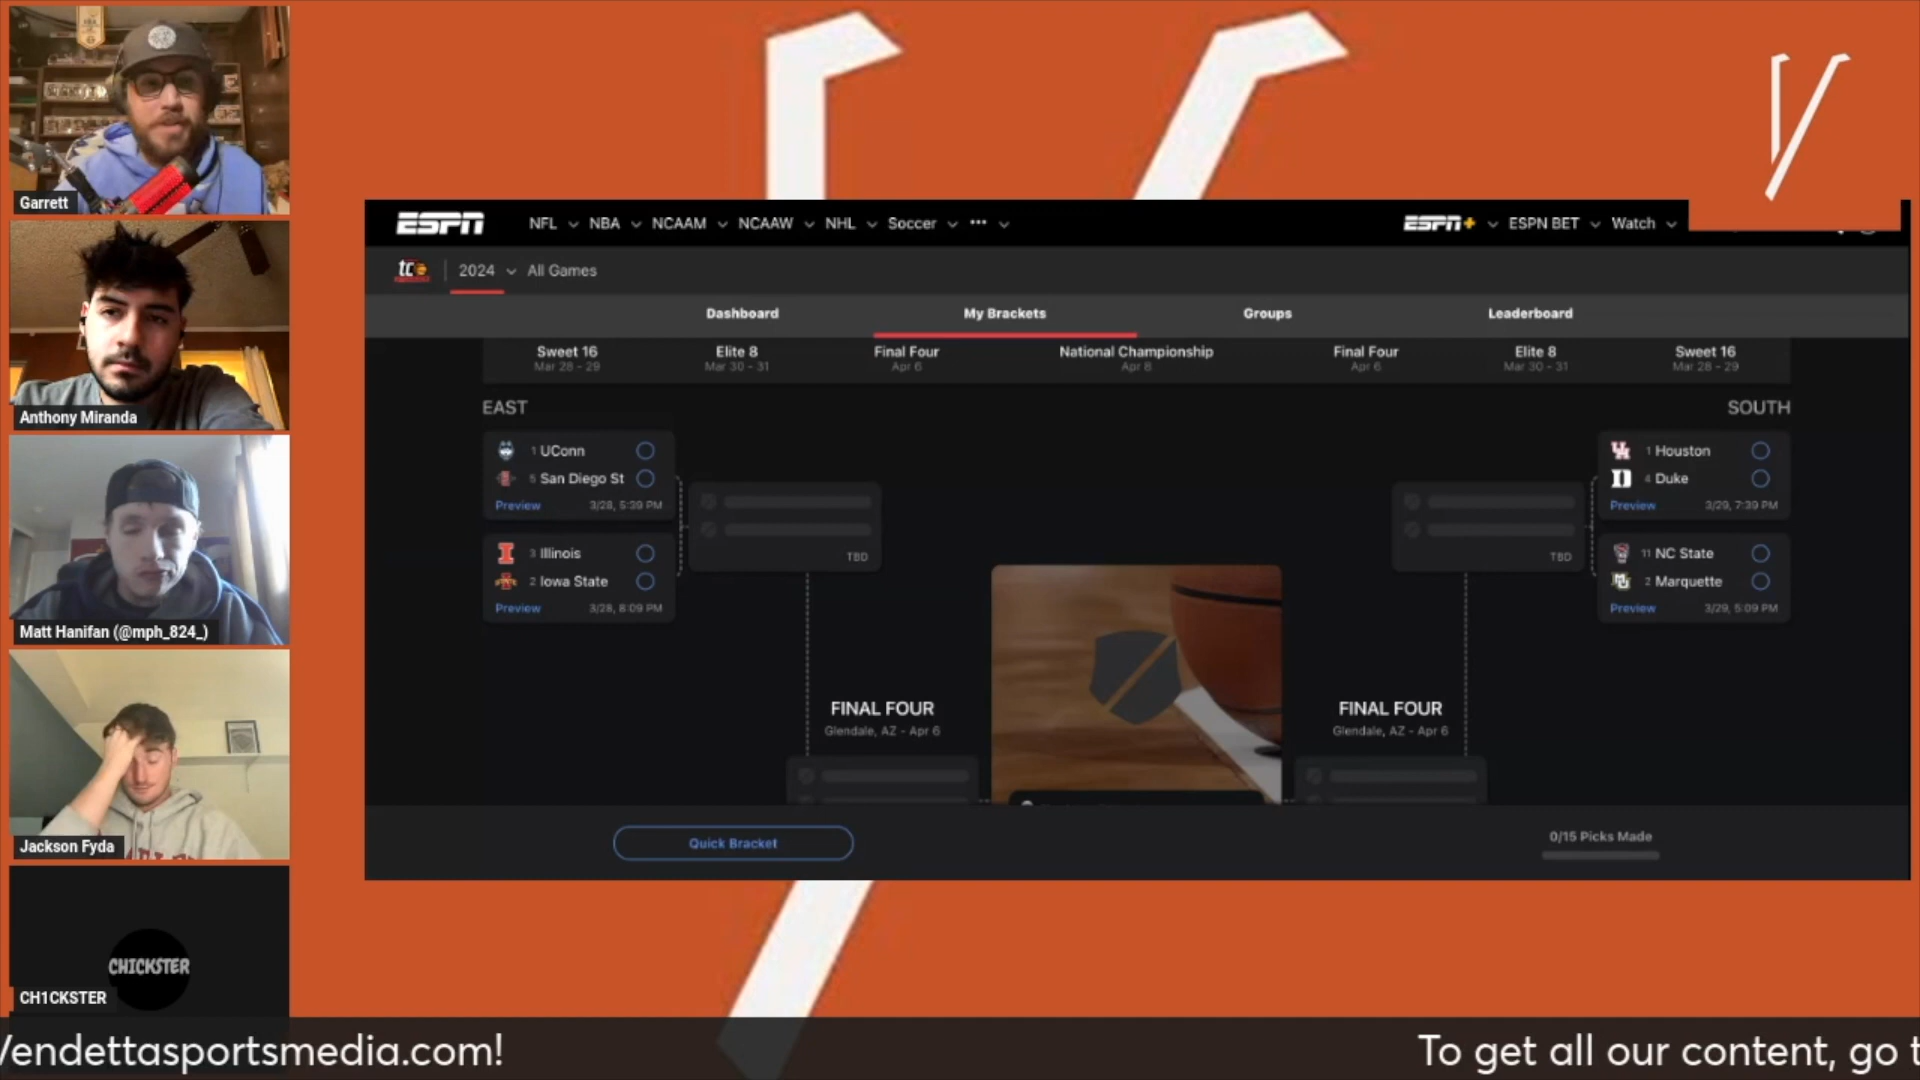 Garrett
Anthony Miranda
Matt Hanifan (@mph_824_)
Jackson Fyda
CHICKSTER
CH1CKSTER
ESPN NFL NBA NCAAM NCAAW NHL Soccer ••• ESPN+ ESPN BET Watch
tc 2024 All Games
Dashboard My Brackets Groups Leaderboard
Sweet 16 Elite 8 Final Four National Championship Final Four Elite 8 Sweet 16
Mar 28 - 29 Mar 30 - 31 Apr 6 Apr 8 Apr 6 Mar 30 - 31 Mar 28 - 29
EAST
1 UConn
5 San Diego St
Preview 3/28, 5:39 PM
3 Illinois
2 Iowa State
Preview 3/28, 8:09 PM
TBD
FINAL FOUR
Glendale, AZ - Apr 6
SOUTH
1 Houston
4 Duke
Preview 3/29, 7:39 PM
11 NC State
2 Marquette
Preview 3/29, 5:09 PM
TBD
FINAL FOUR
Glendale, AZ - Apr 6
Quick Bracket
0/15 Picks Made
Vendettasportsmedia.com! To get all our content, go t